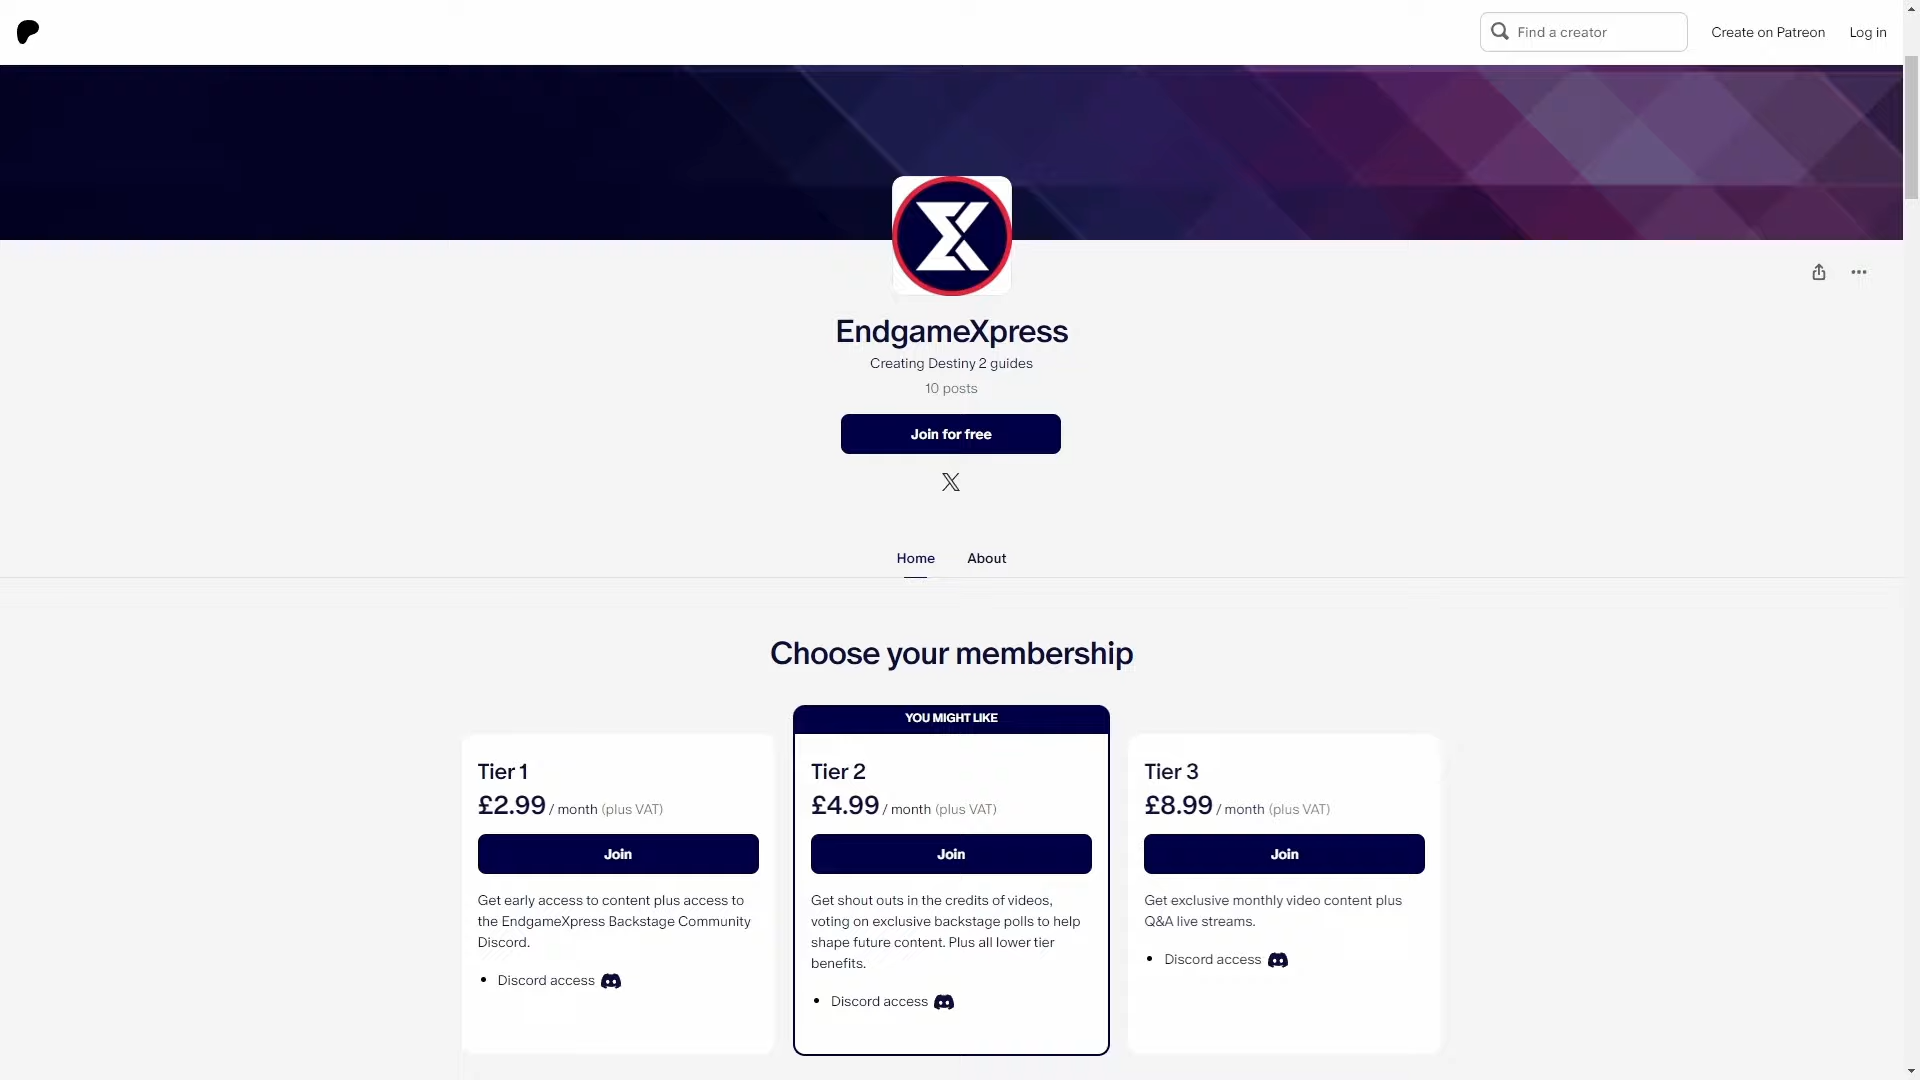 Find a creator
Create on Patreon
Log in
EndgameXpress
Creating Destiny 2 guides
10 posts
Join for free
Home
About
Choose your membership
Tier 1
£2.99 / month (plus VAT)
Join
Get early access to content plus access to
the EndgameXpress Backstage Community
Discord.
• Discord access
YOU MIGHT LIKE
Tier 2
£4.99 / month (plus VAT)
Join
Get shout outs in the credits of videos,
voting on exclusive backstage polls to help
shape future content. Plus all lower tier
benefits.
• Discord access
Tier 3
£8.99 / month (plus VAT)
Join
Get exclusive monthly video content plus
Q&A live streams.
• Discord access